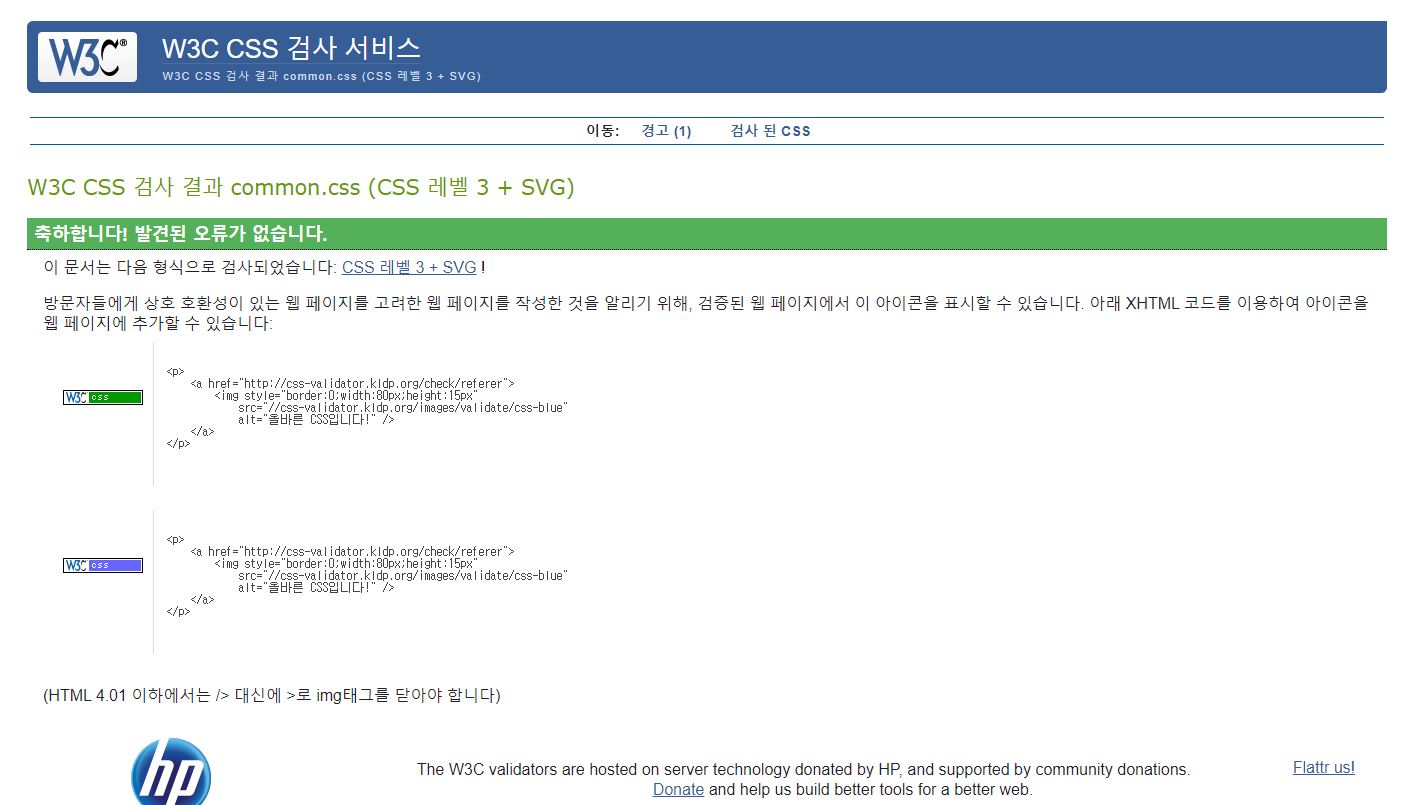 W3C®
W3C CSS 검사 서비스
W3C CSS 검사 결과 common.css (CSS 레벨 3 + SVG)
이동: 경고 (1) 검사 된 CSS
W3C CSS 검사 결과 common.css (CSS 레벨 3 + SVG)
축하합니다! 발견된 오류가 없습니다.
이 문서는 다음 형식으로 검사되었습니다: CSS 레벨 3 + SVG !
방문자들에게 상호 호환성이 있는 웹 페이지를 고려한 웹 페이지를 작성한 것을 알리기 위해, 검증된 웹 페이지에서 이 아이콘을 표시할 수 있습니다. 아래 XHTML 코드를 이용하여 아이콘을
웹 페이지에 추가할 수 있습니다:
W3C css
<p>
<a href="http://css-validator.kldp.org/check/referer">
<img style="border:0;width:80px;height:15px"
src="//css-validator.kldp.org/images/validate/css-blue"
alt="올바른 CSS입니다!" />
</a>
</p>
W3C css
<p>
<a href="http://css-validator.kldp.org/check/referer">
<img style="border:0;width:80px;height:15px"
src="//css-validator.kldp.org/images/validate/css-blue"
alt="올바른 CSS입니다!" />
</a>
</p>
(HTML 4.01 이하에서는 /> 대신에 >로 img태그를 닫아야 합니다)
hp
The W3C validators are hosted on server technology donated by HP, and supported by community donations.
Donate and help us build better tools for a better web.
Flattr us!